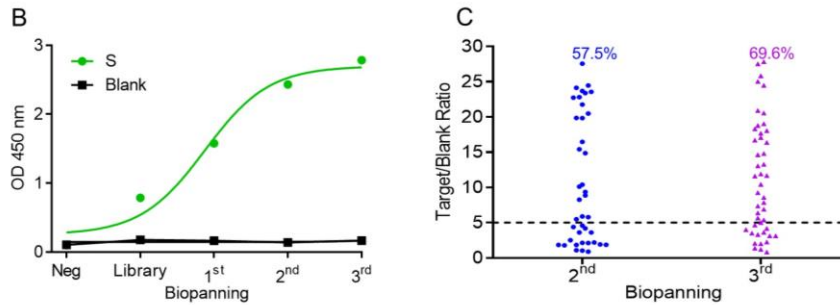 B
3
2
1
0
OD 450 nm
S
Blank
Neg
Library
1st
2nd
3rd
Biopanning
C
30
25
20
15
10
5
0
Target/Blank Ratio
57.5%
69.6%
2nd
3rd
Biopanning